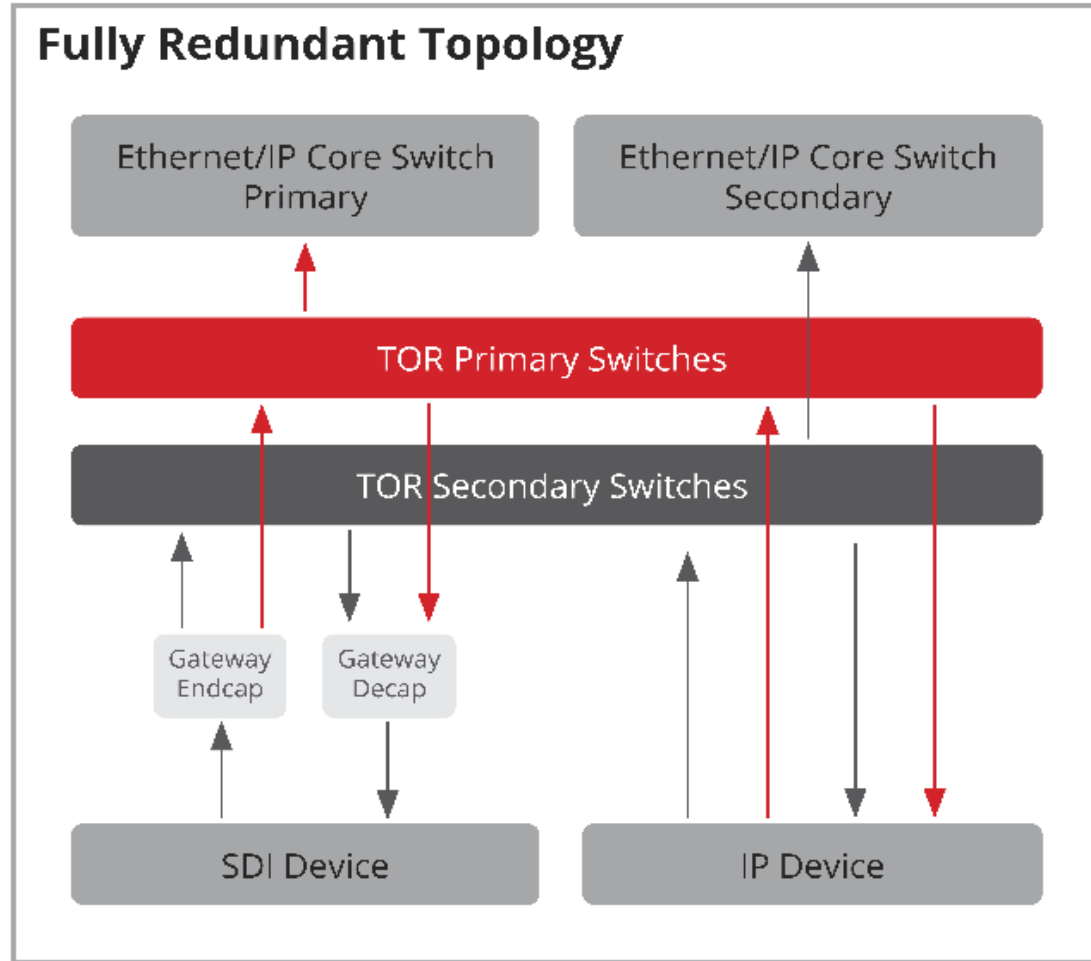 Fully Redundant Topology
Ethernet/IP Core Switch
Primary
Ethernet/IP Core Switch
Secondary
TOR Primary Switches
TOR Secondary Switches
Gateway
Endcap
Gateway
Decap
SDI Device
IP Device